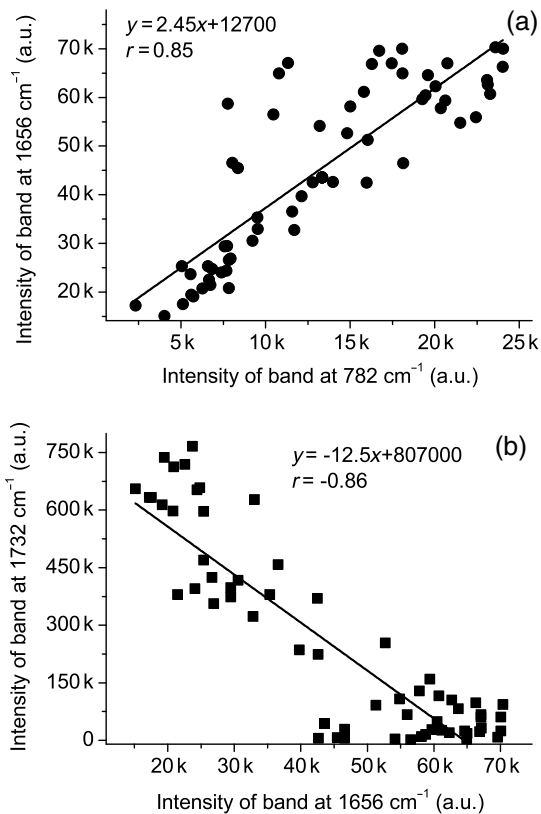 (a)
y = 2.45x+12700
r = 0.85
70 k
60 k
50 k
40 k
30 k
20 k
Intensity of band at 1656 cm⁻¹ (a.u.)
5 k 10 k 15 k 20 k 25 k
Intensity of band at 782 cm⁻¹ (a.u.)
(b)
y = -12.5x+807000
r = -0.86
750 k
600 k
450 k
300 k
150 k
0
Intensity of band at 1732 cm⁻¹ (a.u.)
20 k 30 k 40 k 50 k 60 k 70 k
Intensity of band at 1656 cm⁻¹ (a.u.)